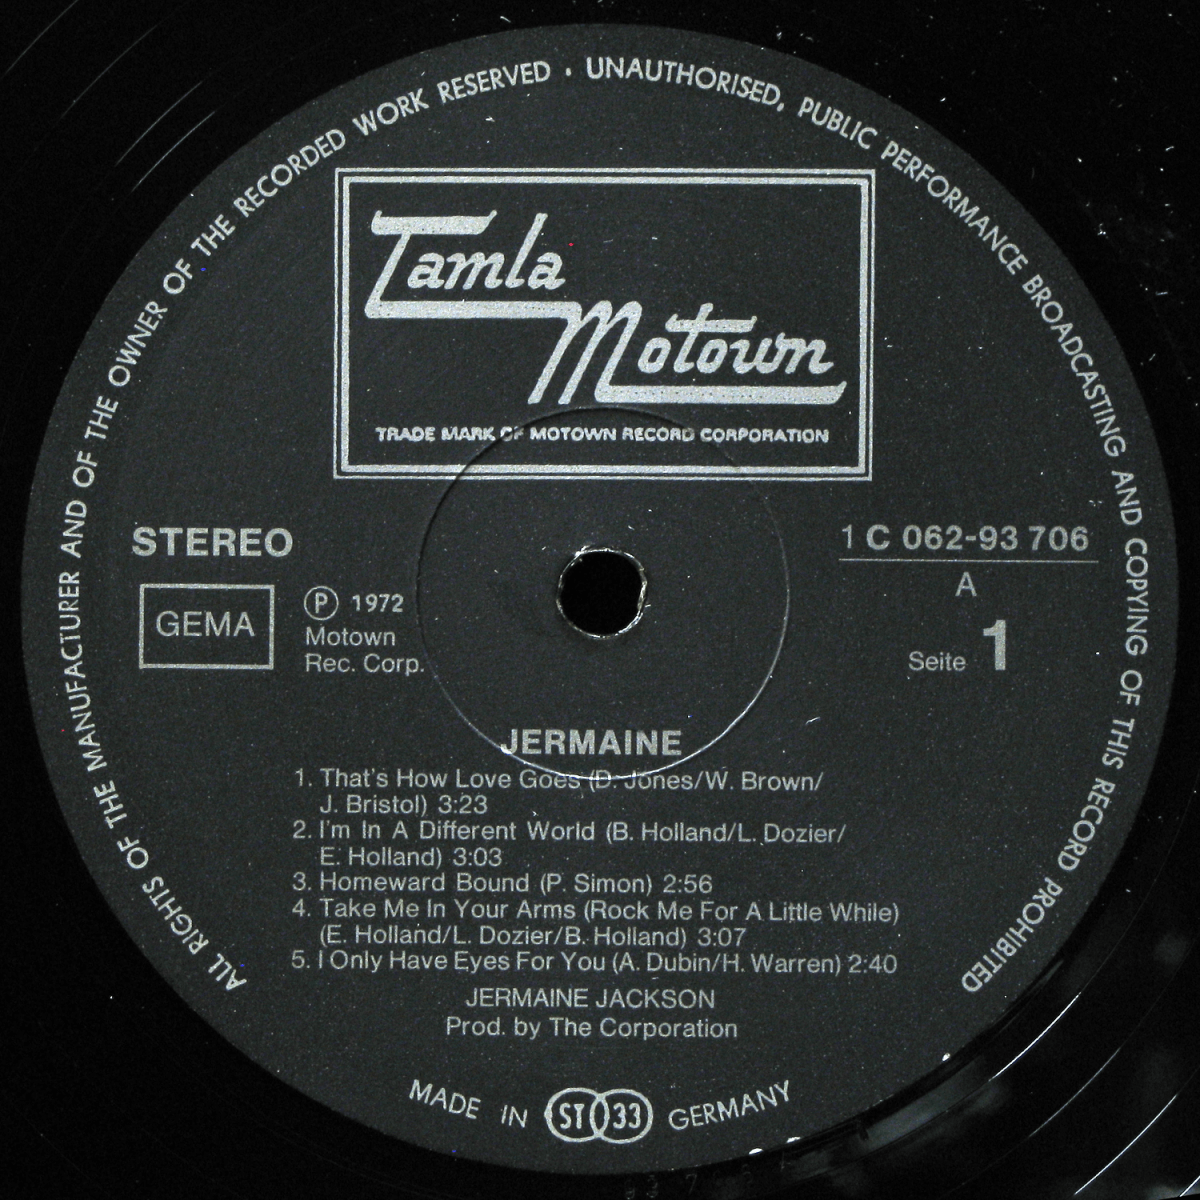 ALL RIGHTS OF THE MANUFACTURER AND OF THE OWNER OF THE RECORDED WORK RESERVED · UNAUTHORISED, PUBLIC PERFORMANCE BROADCASTING AND COPYING OF THIS RECORD PROHIBITED
Tamla
Motown
TRADE MARK OF MOTOWN RECORD CORPORATION
STEREO
GEMA
Ⓟ 1972
Motown
Rec. Corp.
1 C 062-93 706
A
Seite 1
JERMAINE
1. That's How Love Goes (D. Jones/W. Brown/
J. Bristol) 3:23
2. I'm In A Different World (B. Holland/L. Dozier/
E. Holland) 3:03
3. Homeward Bound (P. Simon) 2:56
4. Take Me In Your Arms (Rock Me For A Little While)
(E. Holland/L. Dozier/B. Holland) 3:07
5. I Only Have Eyes For You (A. Dubin/H. Warren) 2:40
JERMAINE JACKSON
Prod. by The Corporation
MADE IN ST 33 GERMANY